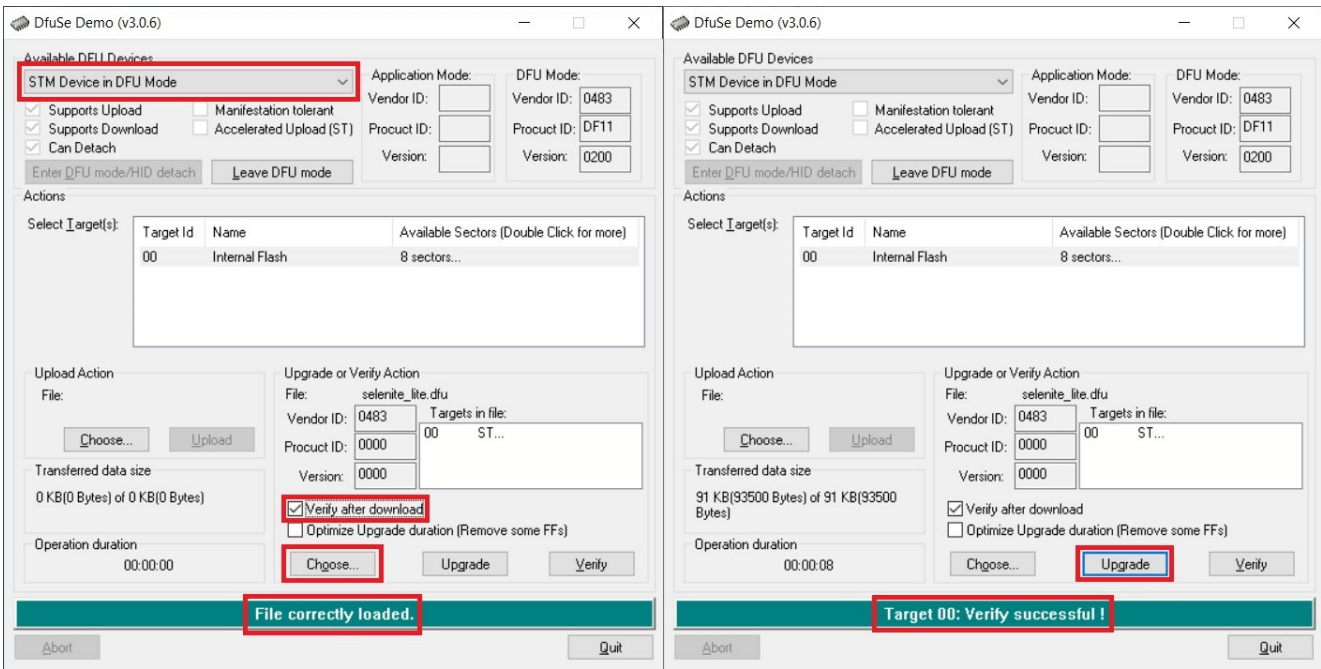 DfuSe Demo (v3.0.6)
Available DFU Devices
STM Device in DFU Mode
Supports Upload
Manifestation tolerant
Supports Download
Accelerated Upload (ST)
Can Detach
Enter DFU mode/HID detach
Leave DFU mode
Application Mode:
Vendor ID:
Procuct ID:
Version:
DFU Mode:
Vendor ID: 0483
Procuct ID: DF11
Version: 0200
Actions
Select Target(s):
Target Id Name Available Sectors (Double Click for more)
00 Internal Flash 8 sectors...
Upload Action
File:
Choose... Upload
Transferred data size
0 KB(0 Bytes) of 0 KB(0 Bytes)
Operation duration
00:00:00
Upgrade or Verify Action
File: selenite_lite.dfu
Vendor ID: 0483
Procuct ID: 0000
Version: 0000
Targets in file:
00 ST...
Verify after download
Optimize Upgrade duration (Remove some FFs)
Choose... Upgrade Verify
File correctly loaded.
Abort Quit
DfuSe Demo (v3.0.6)
Available DFU Devices
STM Device in DFU Mode
Supports Upload
Manifestation tolerant
Supports Download
Accelerated Upload (ST)
Can Detach
Enter DFU mode/HID detach
Leave DFU mode
Application Mode:
Vendor ID:
Procuct ID:
Version:
DFU Mode:
Vendor ID: 0483
Procuct ID: DF11
Version: 0200
Actions
Select Target(s):
Target Id Name Available Sectors (Double Click for more)
00 Internal Flash 8 sectors...
Upload Action
File:
Choose... Upload
Transferred data size
91 KB(93500 Bytes) of 91 KB(93500
Bytes)
Operation duration
00:00:08
Upgrade or Verify Action
File: selenite_lite.dfu
Vendor ID: 0483
Procuct ID: 0000
Version: 0000
Targets in file:
00 ST...
Verify after download
Optimize Upgrade duration (Remove some FFs)
Choose... Upgrade Verify
Target 00: Verify successful !
Abort Quit